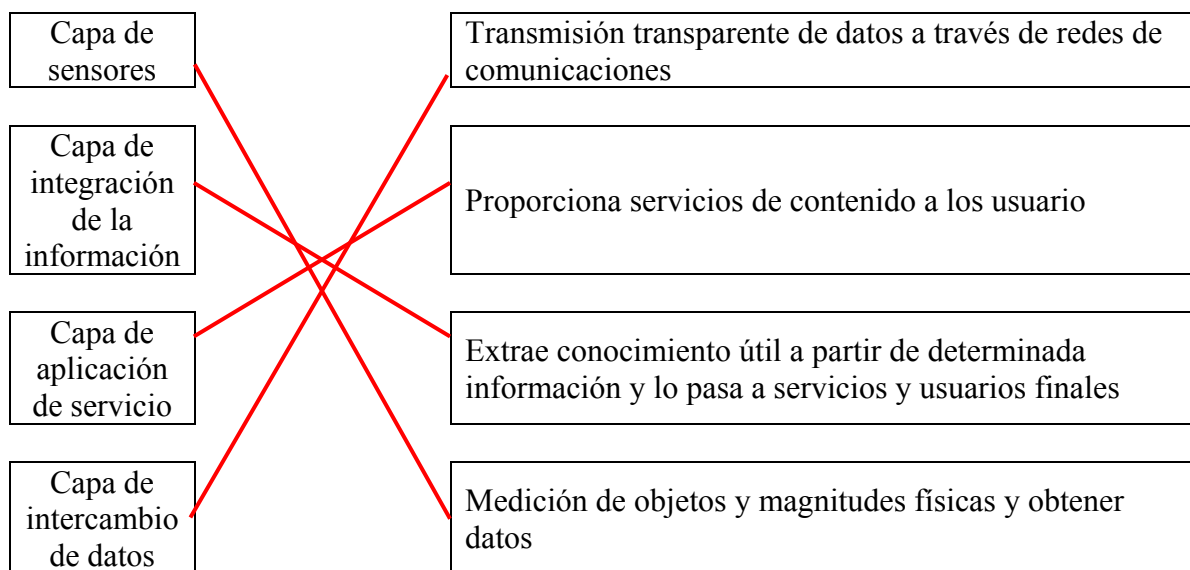 Capa de
sensores
Transmisión transparente de datos a través de redes de
comunicaciones
Capa de
integración
de la
información
Proporciona servicios de contenido a los usuario
Capa de
aplicación
de servicio
Extrae conocimiento útil a partir de determinada
información y lo pasa a servicios y usuarios finales
Capa de
intercambio
de datos
Medición de objetos y magnitudes físicas y obtener
datos